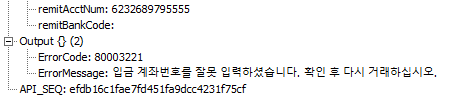 remitAcctNum: 6232689795555
remitBankCode:
Output {} (2)
ErrorCode: 80003221
ErrorMessage: 입금 계좌번호를 잘못 입력하셨습니다. 확인 후 다시 거래하십시오.
API_SEQ: efdb16c1fae7fd451fa9dcc4231f75cf